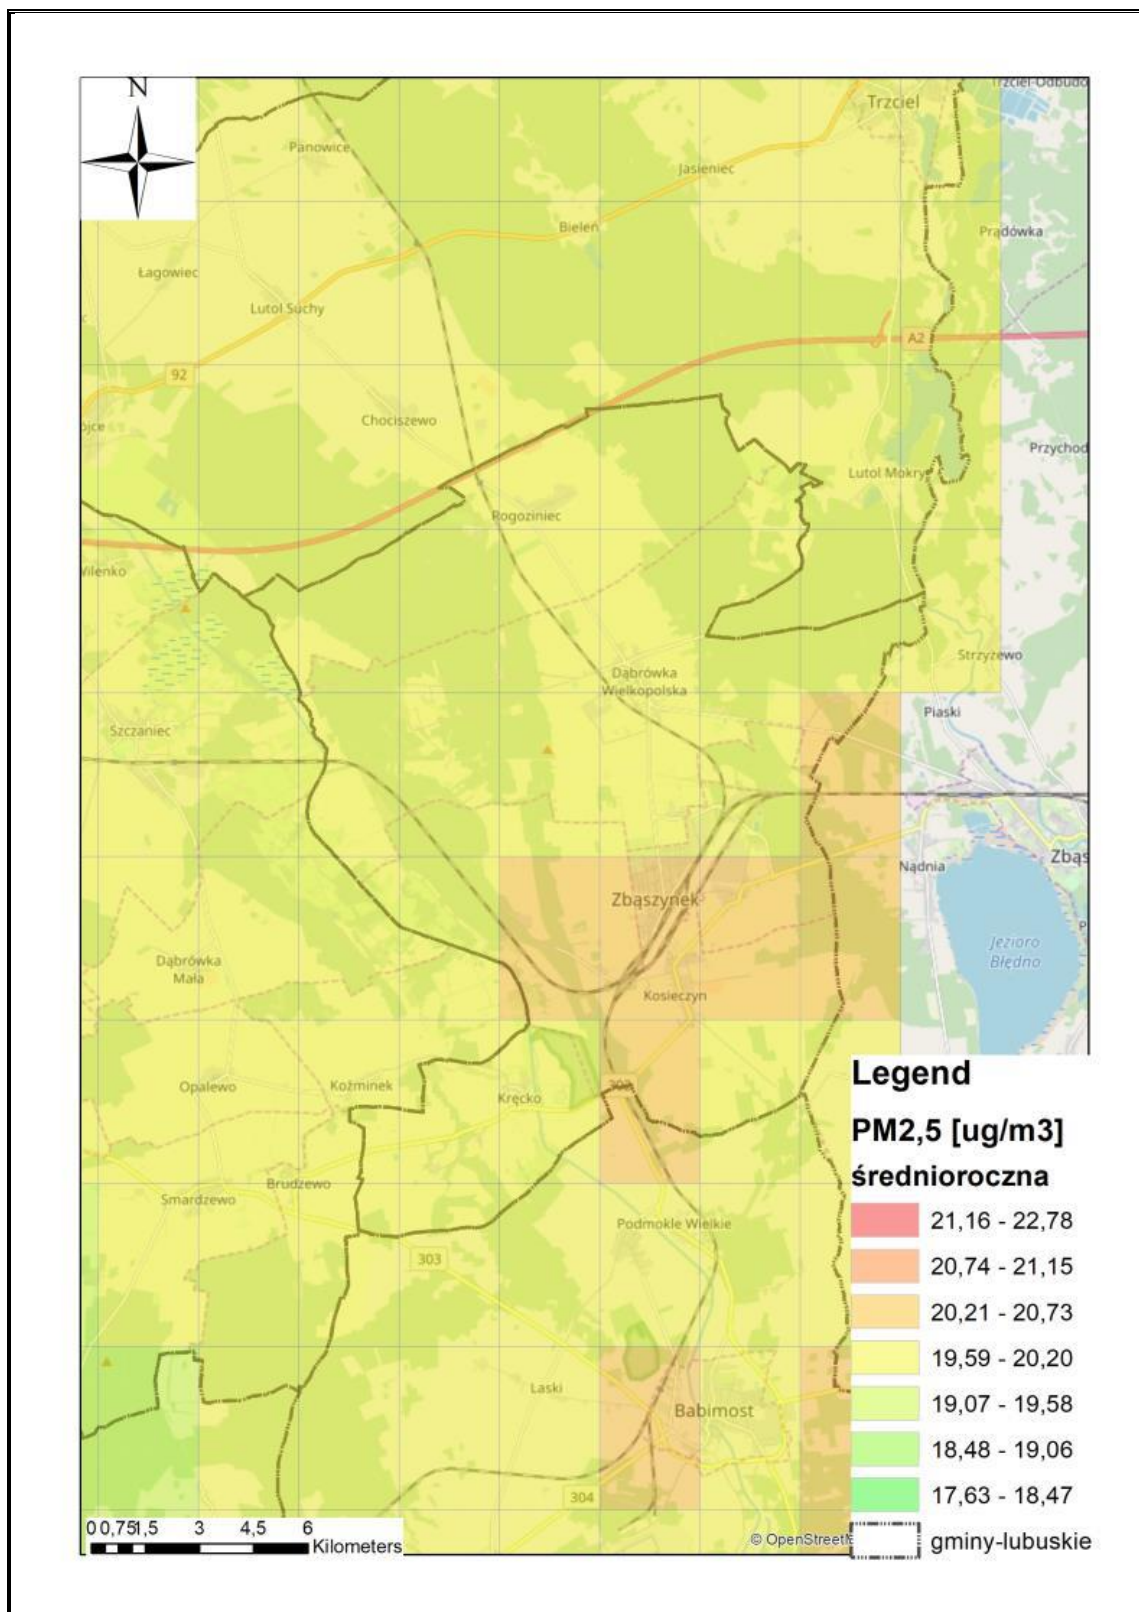 N
Trzciel-Odbudo
Trzciel
Panowice
Jasieniec
Bieleń
Prądówka
Łagowiec
Lutol Suchy
A2
92
Chociszewo
Przychod
Lutol Mokry
Rogoziniec
Wilenko
Strzyżewo
Dąbrówka
Wielkopolska
Piaski
Szczaniec
Nądnia
Zbąs
Zbąszynek
Jezioro
Błędno
Dąbrówka
Mała
Kosieczyn
Opalewo
Koźminek
302
Kręcko
Brudzewo
Smardzewo
Podmokle Wielkie
303
Laski
Babimost
304
Legend
PM2,5 [ug/m3]
średnioroczna
21,16 - 22,78
20,74 - 21,15
20,21 - 20,73
19,59 - 20,20
19,07 - 19,58
18,48 - 19,06
17,63 - 18,47
gminy-lubuskie
0 0,75 1,5 3 4,5 6
Kilometers
© OpenStreet